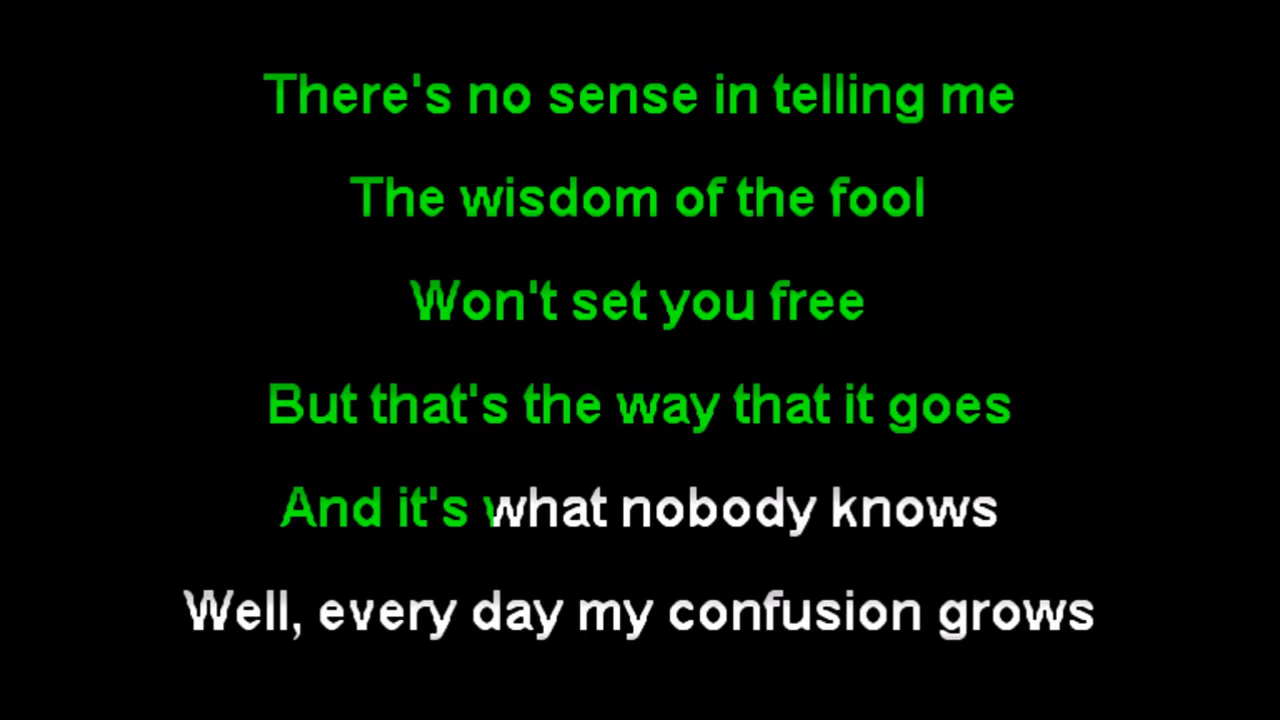 There's no sense in telling me
The wisdom of the fool
Won't set you free
But that's the way that it goes
And it's what nobody knows
Well, every day my confusion grows